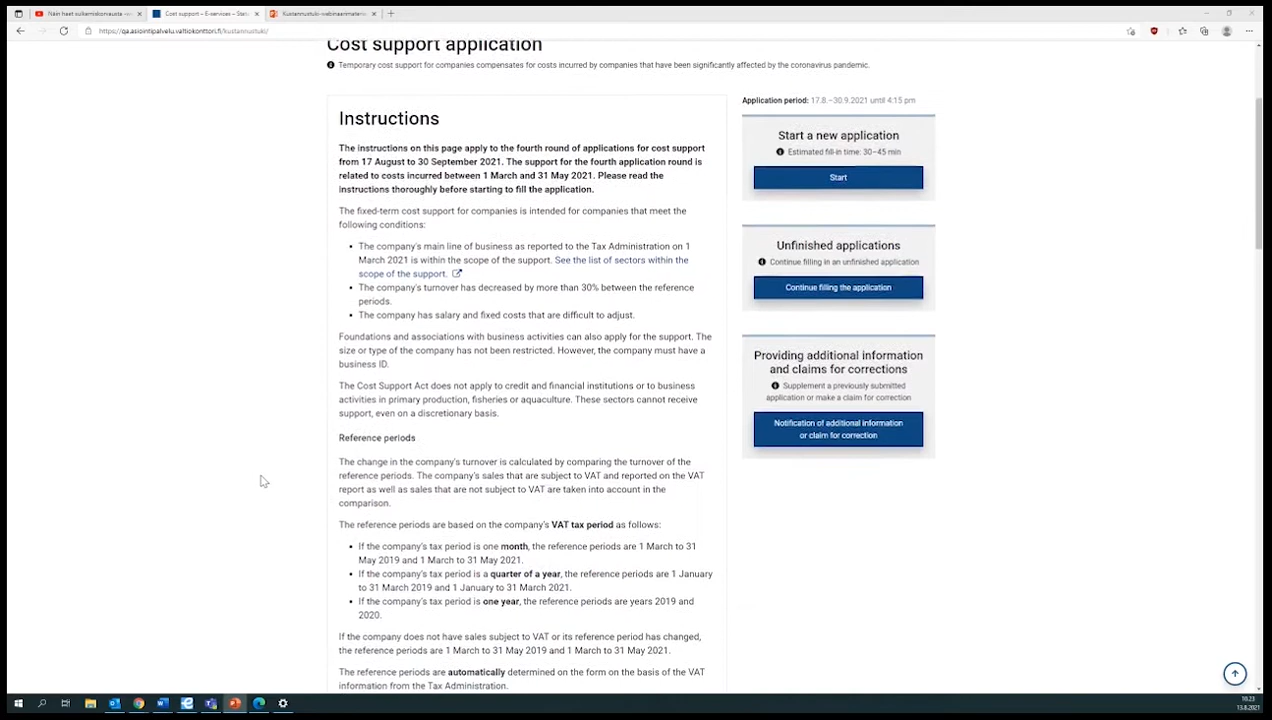 Cost support – E-services – Stat
Kustannustuki-webinaarimater
https://qa.asiointipalvelu.valtiokonttori.fi/kustannustuki/
Cost support application
Temporary cost support for companies compensates for costs incurred by companies that have been significantly affected by the coronavirus pandemic.
Instructions
The instructions on this page apply to the fourth round of applications for cost support
from 17 August to 30 September 2021. The support for the fourth application round is
related to costs incurred between 1 March and 31 May 2021. Please read the
instructions thoroughly before starting to fill the application.
The fixed-term cost support for companies is intended for companies that meet the
following conditions:
• The company's main line of business as reported to the Tax Administration on 1
March 2021 is within the scope of the support. See the list of sectors within the
scope of the support.
• The company's turnover has decreased by more than 30% between the reference
periods.
• The company has salary and fixed costs that are difficult to adjust.
Foundations and associations with business activities can also apply for the support. The
size or type of the company has not been restricted. However, the company must have a
business ID.
The Cost Support Act does not apply to credit and financial institutions or to business
activities in primary production, fisheries or aquaculture. These sectors cannot receive
support, even on a discretionary basis.
Reference periods
The change in the company's turnover is calculated by comparing the turnover of the
reference periods. The company's sales that are subject to VAT and reported on the VAT
report as well as sales that are not subject to VAT are taken into account in the
comparison.
The reference periods are based on the company's VAT tax period as follows:
• If the company's tax period is one month, the reference periods are 1 March to 31
May 2019 and 1 March to 31 May 2021.
• If the company's tax period is a quarter of a year, the reference periods are 1 January
to 31 March 2019 and 1 January to 31 March 2021.
• If the company's tax period is one year, the reference periods are years 2019 and
2020.
If the company does not have sales subject to VAT or its reference period has changed,
the reference periods are 1 March to 31 May 2019 and 1 March to 31 May 2021.
The reference periods are automatically determined on the form on the basis of the VAT
information from the Tax Administration.
Application period: 17.8.–30.9.2021 until 4:15 pm
Start a new application
Estimated fill-in time: 30–45 min
Start
Unfinished applications
Continue filling in an unfinished application
Continue filling the application
Providing additional information
and claims for corrections
Supplement a previously submitted
application or make a claim for correction
Notification of additional information
or claim for correction
10.23
13.8.2021